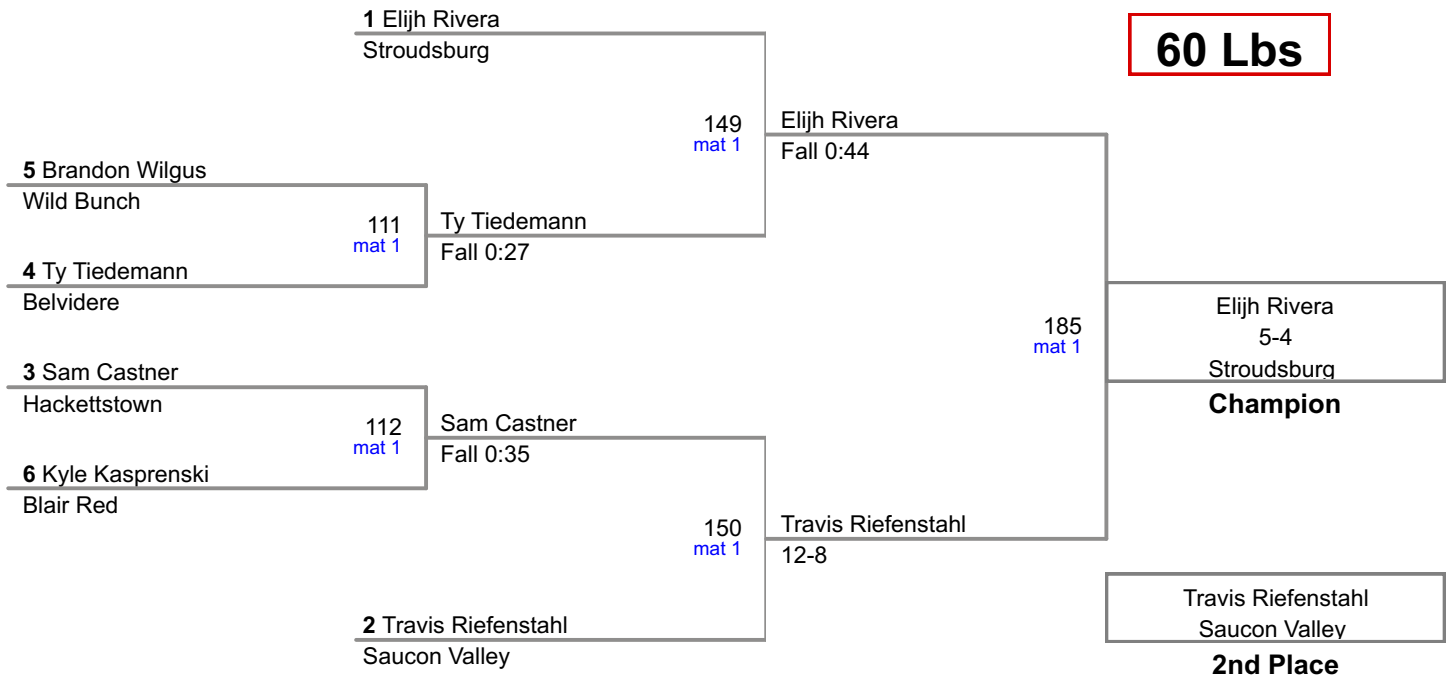 1 Elijh Rivera
Stroudsburg
60 Lbs
149
mat 1
Elijh Rivera
Fall 0:44
5 Brandon Wilgus
Wild Bunch
111
mat 1
Ty Tiedemann
Fall 0:27
4 Ty Tiedemann
Belvidere
185
mat 1
Elijh Rivera
5-4
Stroudsburg
Champion
3 Sam Castner
Hackettstown
112
mat 1
Sam Castner
Fall 0:35
6 Kyle Kasprenski
Blair Red
150
mat 1
Travis Riefenstahl
12-8
2 Travis Riefenstahl
Saucon Valley
Travis Riefenstahl
Saucon Valley
2nd Place